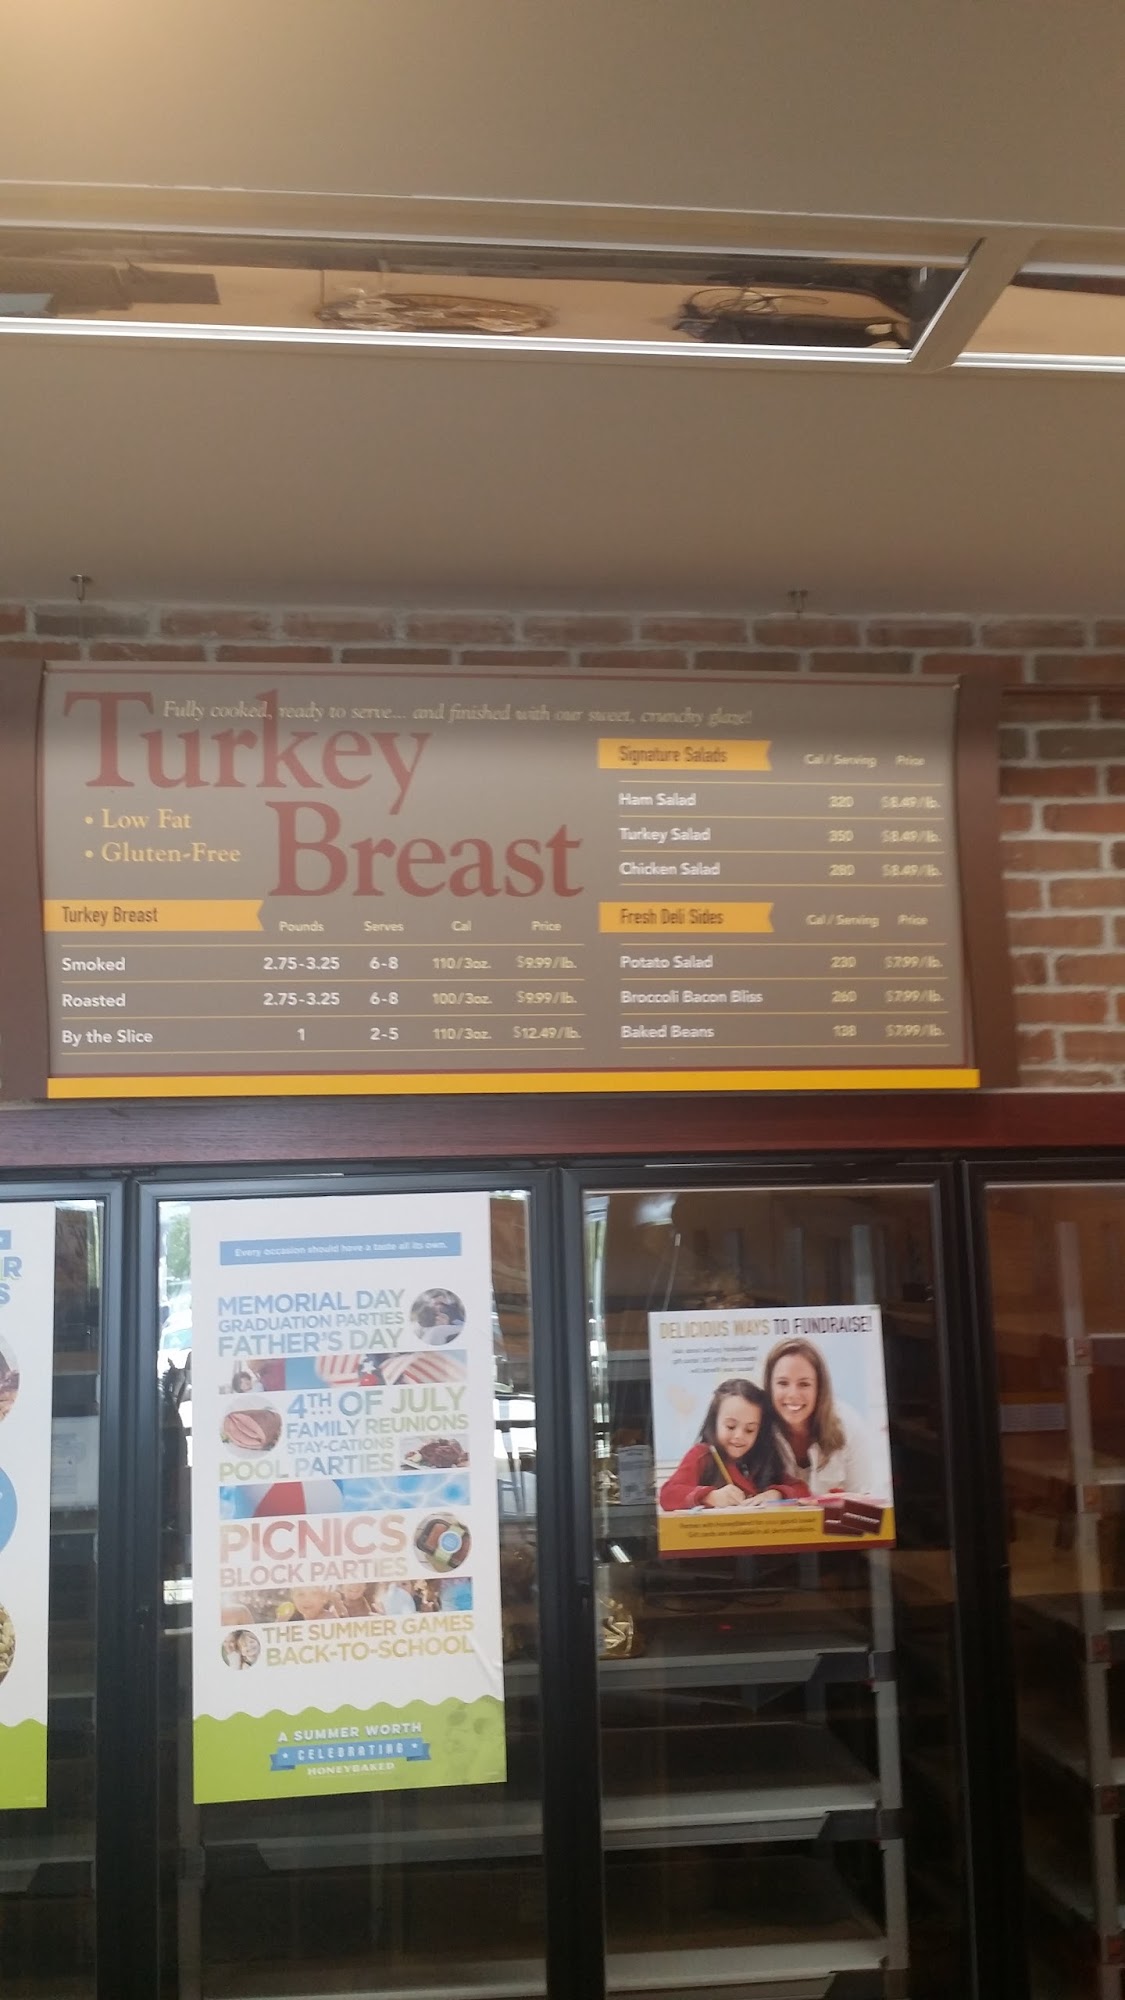 Turkey
Breast
Fully cooked, ready to serve... and finished with our sweet, crunchy glaze!
• Low Fat
• Gluten-Free
Turkey Breast Pounds Serves Cal Price
Smoked 2.75-3.25 6-8 110/3oz. $9.99/lb.
Roasted 2.75-3.25 6-8 100/3oz. $9.99/lb.
By the Slice 1 2-5 110/3oz. $12.49/lb.
Signature Salads Cal / Serving Price
Ham Salad 320 $8.49/lb.
Turkey Salad 350 $8.49/lb.
Chicken Salad 280 $8.49/lb.
Fresh Deli Sides Cal / Serving Price
Potato Salad 230 $7.99/lb.
Broccoli Bacon Bliss 260 $7.99/lb.
Baked Beans 138 $7.99/lb.
R
S
Every occasion should have a taste all its own.
MEMORIAL DAY
GRADUATION PARTIES
FATHER'S DAY
4TH OF JULY
FAMILY REUNIONS
STAY-CATIONS
POOL PARTIES
PICNICS
BLOCK PARTIES
THE SUMMER GAMES
BACK-TO-SCHOOL
A SUMMER WORTH
CELEBRATING
HONEYBAKED
DELICIOUS WAYS TO FUNDRAISE!